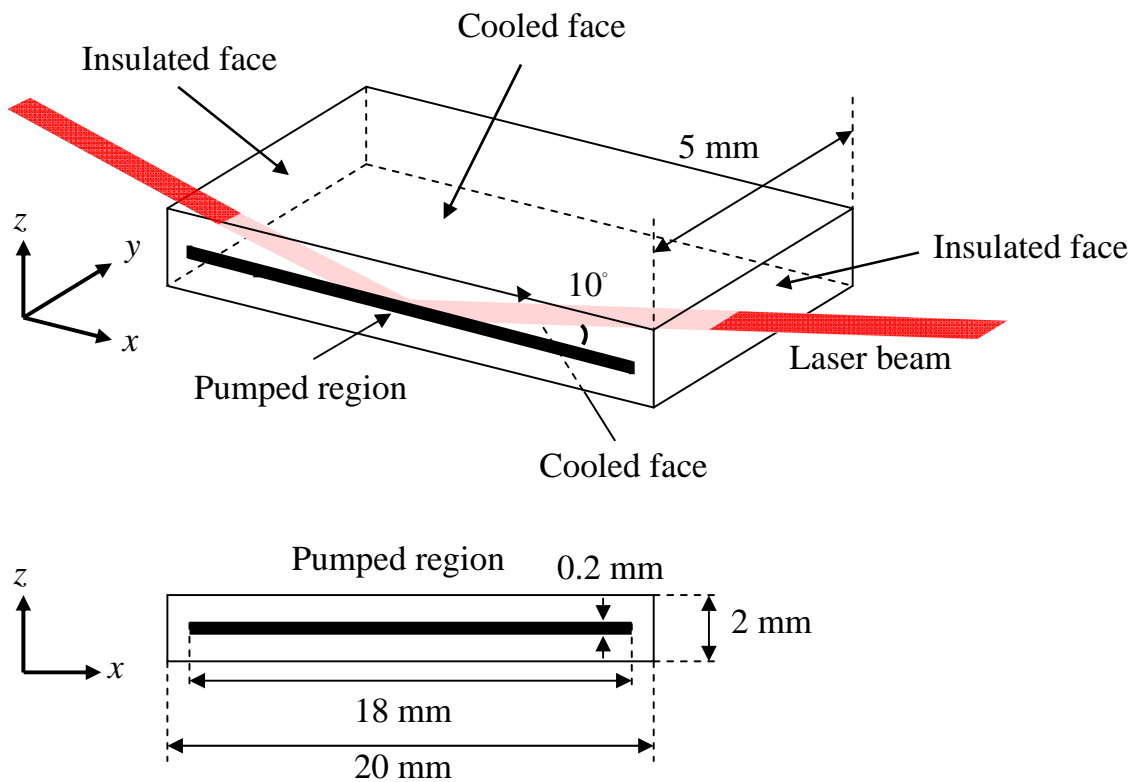 Cooled face
Insulated face
5 mm
z
y
x
10°
Insulated face
Laser beam
Pumped region
Cooled face
Pumped region
0.2 mm
z
2 mm
x
18 mm
20 mm